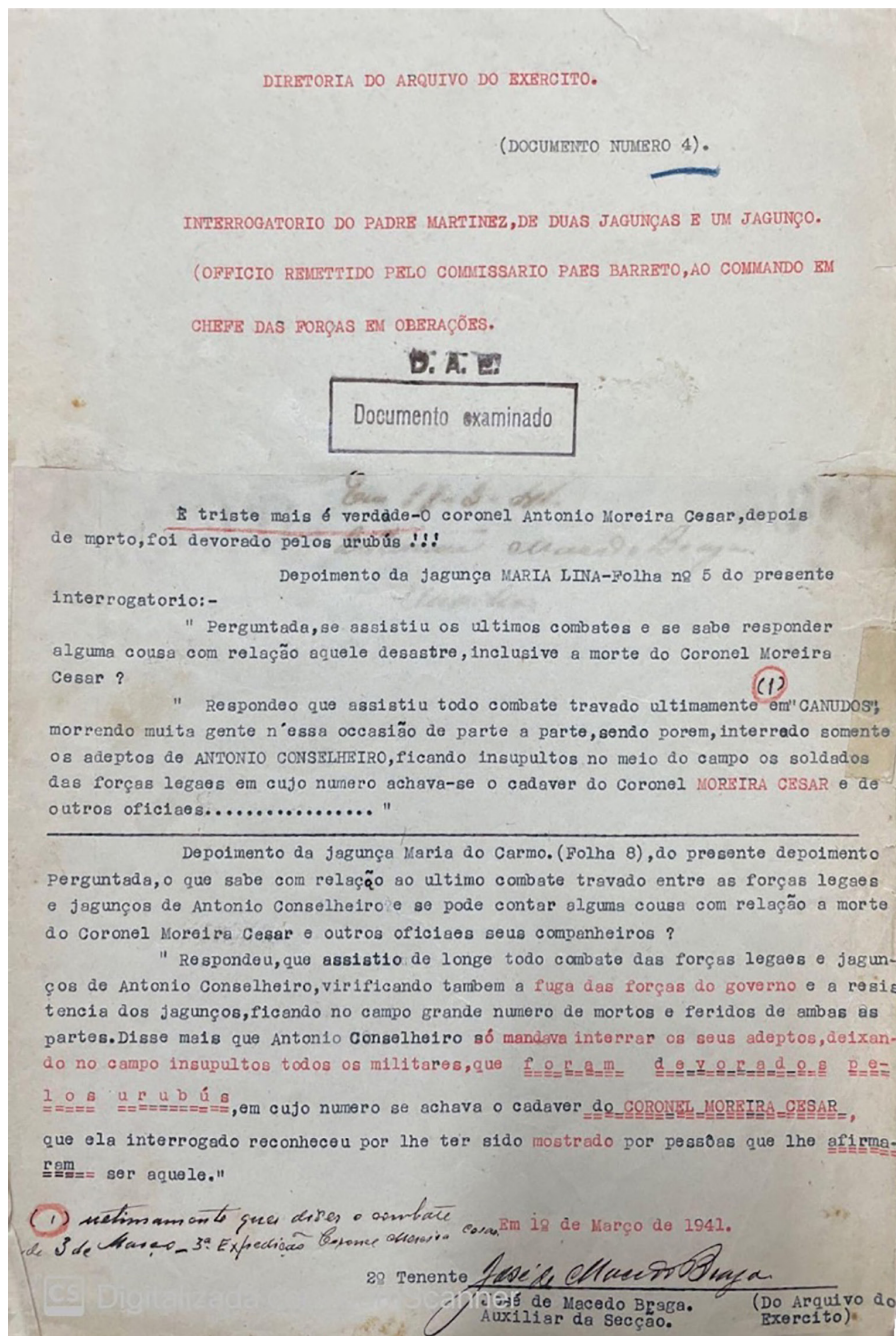 DIRETORIA DO ARQUIVO DO EXERCITO.
(DOCUMENTO NUMERO 4).
INTERROGATORIO DO PADRE MARTINEZ,DE DUAS JAGUNÇAS E UM JAGUNÇO.
(OFFICIO REMETTIDO PELO COMMISSARIO PAES BARRETO,AO COMMANDO EM
CHEFE DAS FORÇAS EM OBERAÇÕES.
D. A. E.
Documento examinado
È triste mais é verdade-O coronel Antonio Moreira Cesar,depois
de morto,foi devorado pelos urubús !!!
Depoimento da jagunça MARIA LINA-Folha nº 5 do presente
interrogatorio:-
" Perguntada,se assistiu os ultimos combates e se sabe responder
alguma cousa com relação aquele desastre,inclusive a morte do Coronel Moreira
Cesar ?
(1)
" Respondeo que assistiu todo combate travado ultimamente em"CANUDOS",
morrendo muita gente n'essa occasião de parte a parte,sendo porem,interrado somente
os adeptos de ANTONIO CONSELHEIRO,ficando insupultos no meio do campo os soldados
das forças legaes em cujo numero achava-se o cadaver do Coronel MOREIRA CESAR e de
outros oficiaes................. "
Depoimento da jagunça Maria do Carmo.(Folha 8),do presente depoimento
Perguntada,o que sabe com relação ao ultimo combate travado entre as forças legaes
e jagunços de Antonio Conselheiro e se pode contar alguma cousa com relação a morte
do Coronel Moreira Cesar e outros oficiaes seus companheiros ?
" Respondeu,que assistio de longe todo combate das forças legaes e jagun-
ços de Antonio Conselheiro,virificando tambem a fuga das forças do governo e a resis
tencia dos jagunços,ficando no campo grande numero de mortos e feridos de ambas as
partes.Disse mais que Antonio Conselheiro só mandava interrar os seus adeptos,deixan-
do no campo insupultos todos os militares,que f o r a m d e v o r a d o s p e-
l o s u r u b ú s,em cujo numero se achava o cadaver do CORONEL MOREIRA CESAR,
que ela interrogado reconheceu por lhe ter sido mostrado por pessôas que lhe afirma-
ram ser aquele."
(1) ultimamente quer dizer o combate
de 3 de Março - 3ª Expedição Coronel Moreira Cesar
Em 1º de Março de 1941.
2º Tenente José de Macedo Braga
José de Macedo Braga.
Auxiliar da Secção.
(Do Arquivo do
Exercito)
CS